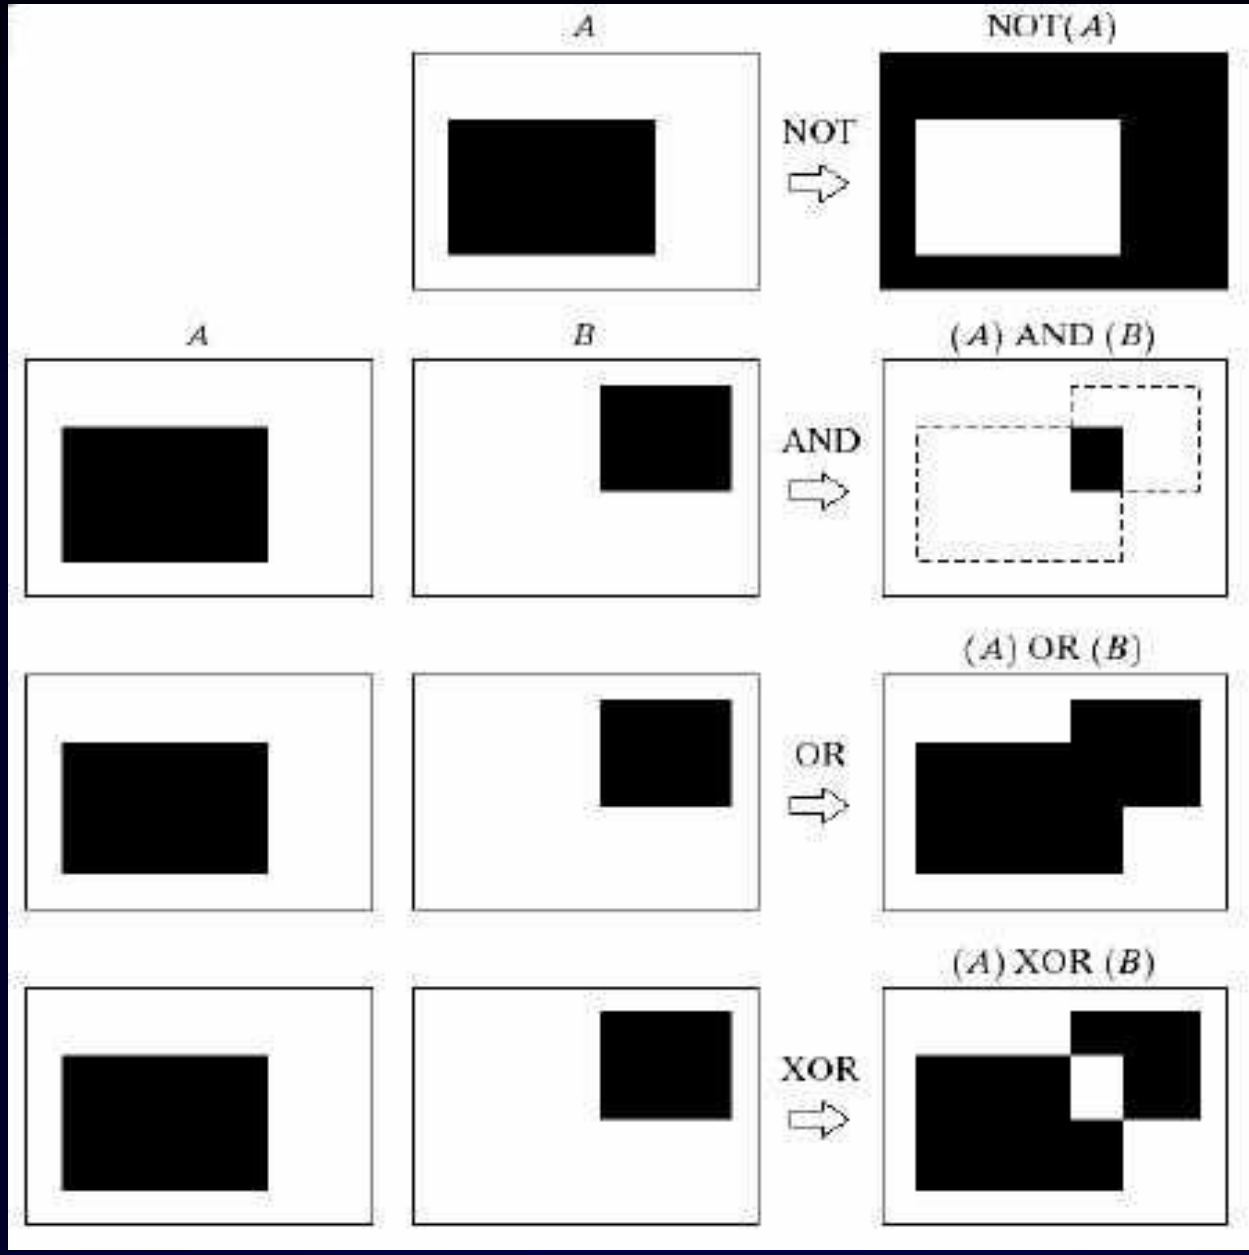 A NOT(A)
NOT
A B (A) AND (B)
AND
(A) OR (B)
OR
(A) XOR (B)
XOR